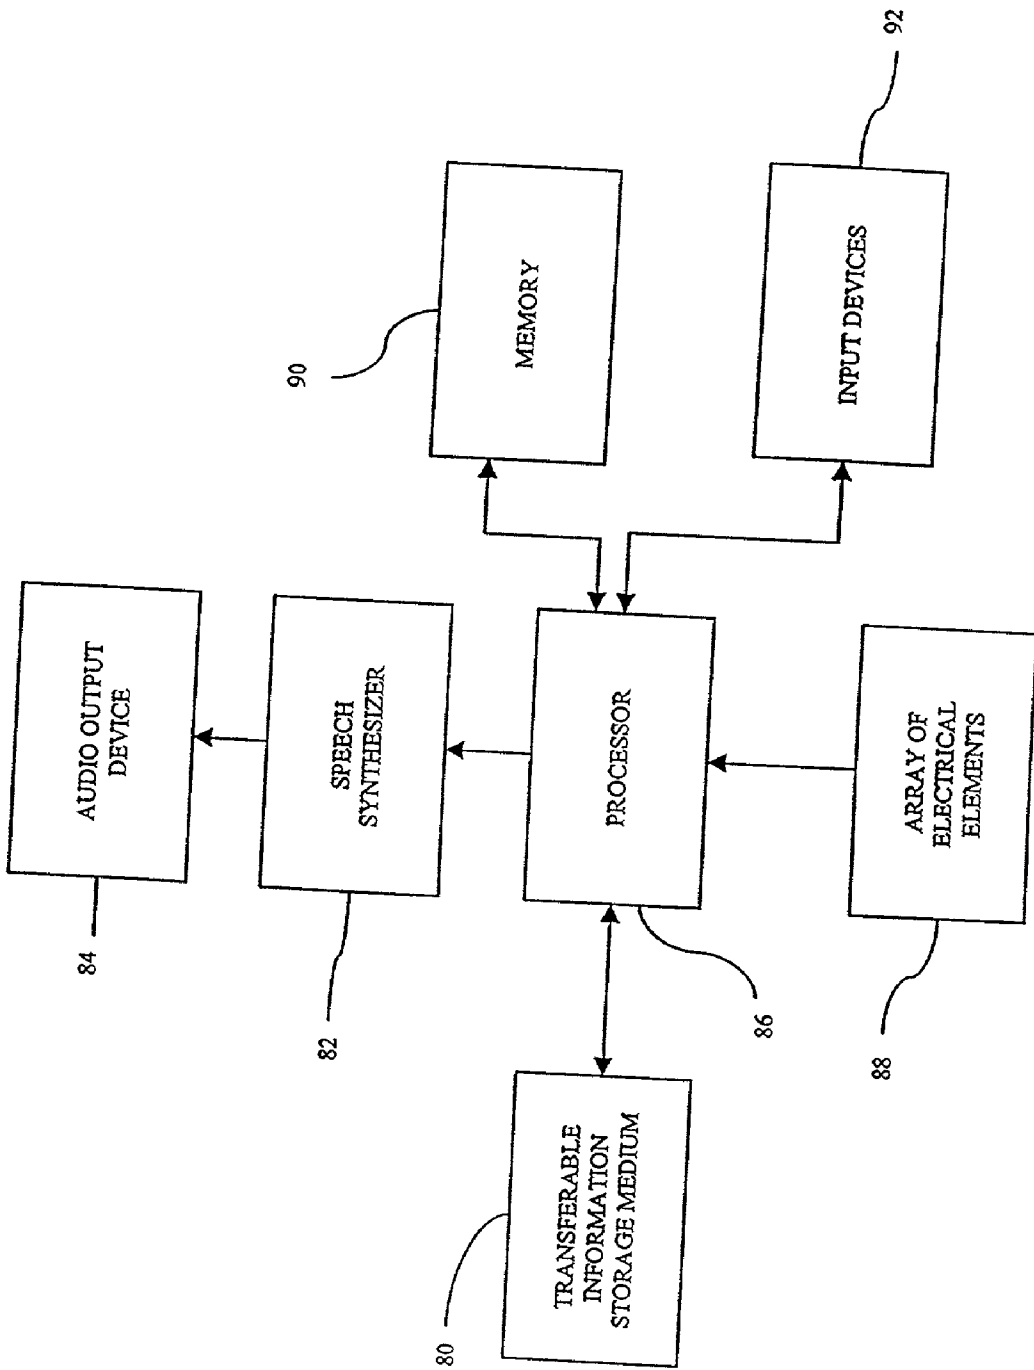 92
90
MEMORY
INPUT DEVICES
AUDIO OUTPUT
DEVICE
SPEECH
SYNTHESIZER
PROCESSOR
ARRAY OF
ELECTRICAL
ELEMENTS
84
82
86
88
TRANSFERABLE
INFORMATION
STORAGE MEDIUM
80